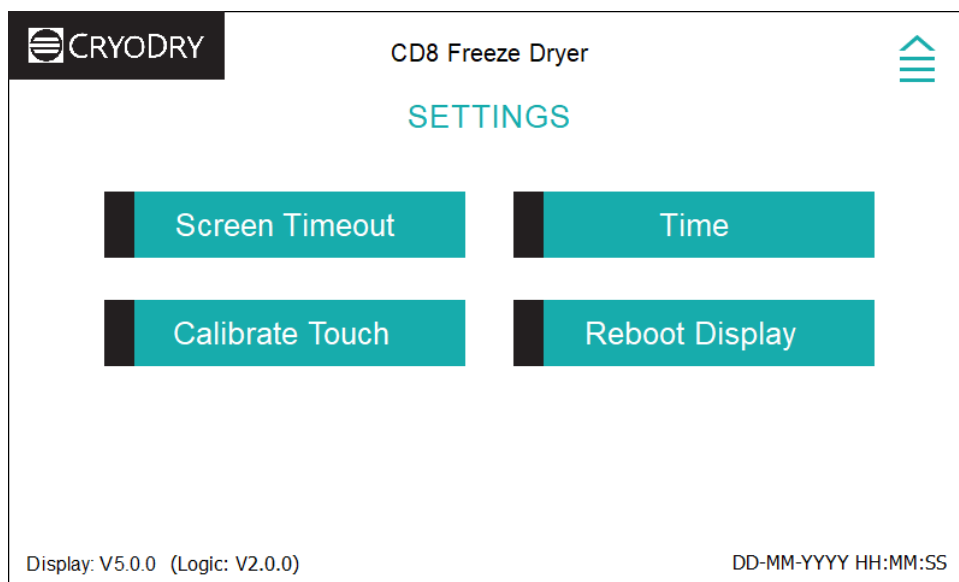 CRYODRY
CD8 Freeze Dryer
SETTINGS
Screen Timeout
Time
Calibrate Touch
Reboot Display
Display: V5.0.0 (Logic: V2.0.0)
DD-MM-YYYY HH:MM:SS